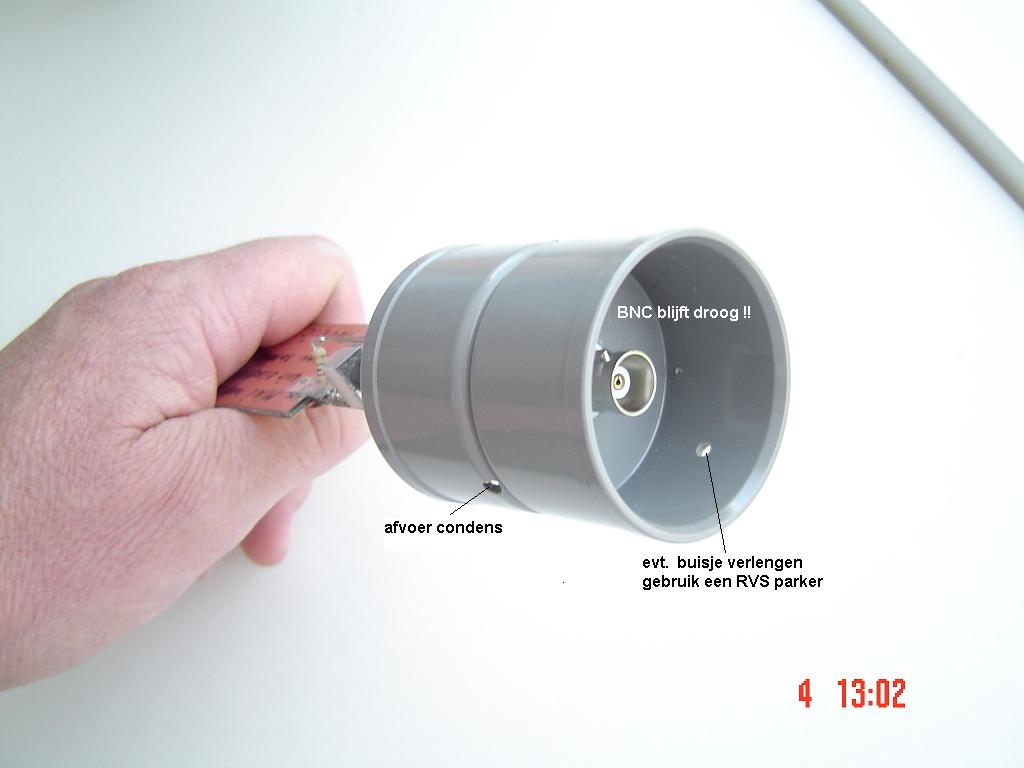 BNC blijft droog !!
afvoer condens
evt. buisje verlengen
gebruik een RVS parker
4 13:02